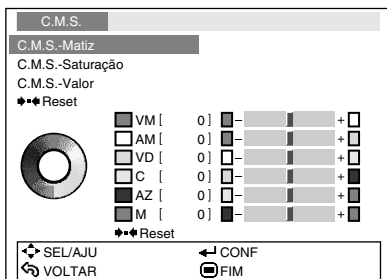 C.M.S.
C.M.S.-Matiz
C.M.S.-Saturação
C.M.S.-Valor
Reset
VM [ 0] - +
AM [ 0] - +
VD [ 0] - +
C [ 0] - +
AZ [ 0] - +
M [ 0] - +
Reset
SEL/AJU CONF
VOLTAR FIM